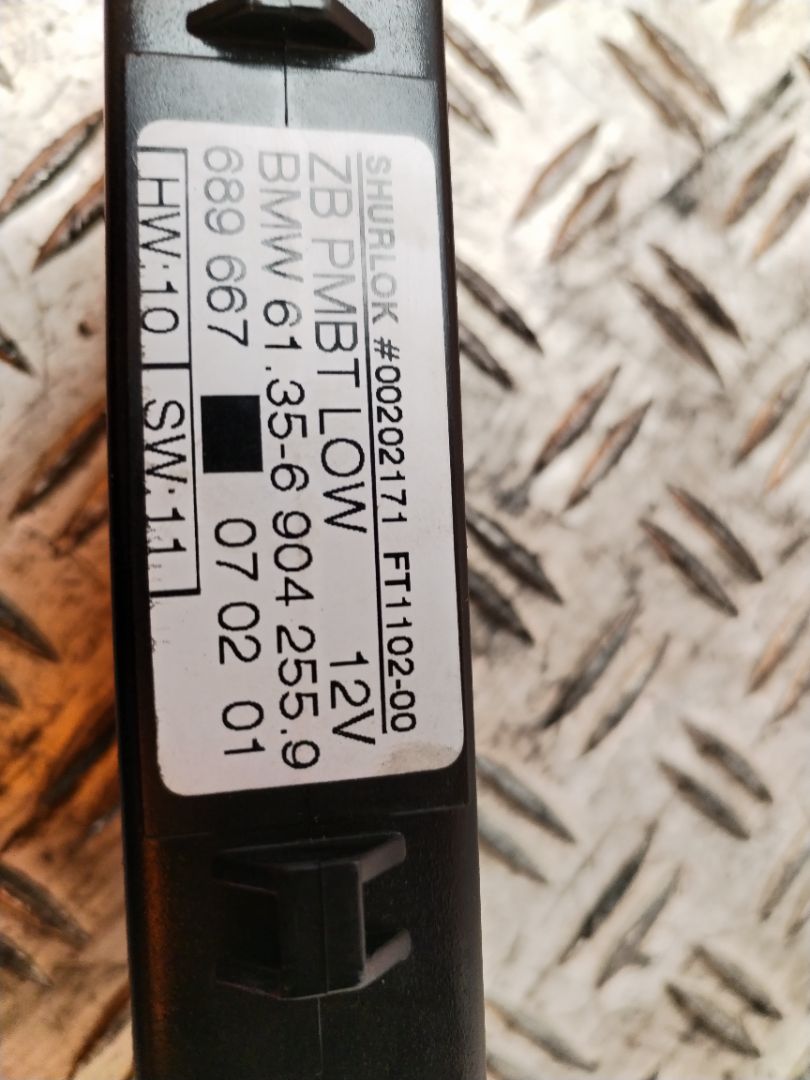 SHURLOK #00202171 FT1102-00
ZB PMBT LOW 12V
BMW 61.35-6 904 255.9
689 667 07 02 01
HW:10 SW:11